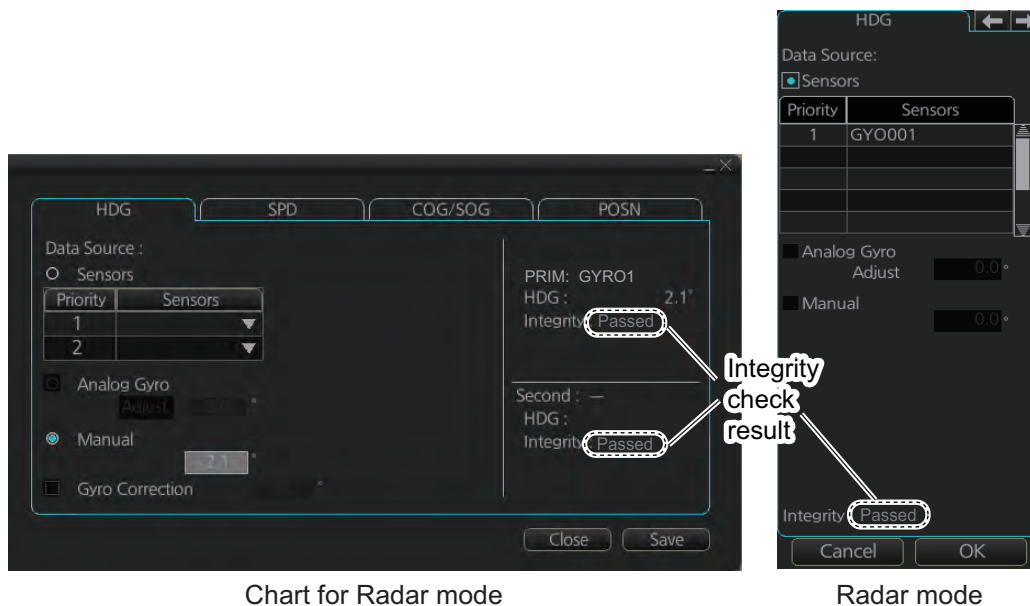 HDG SPD COG/SOG POSN
Data Source :
Sensors
Priority Sensors
1
2
Analog Gyro
Adjust
Manual
2.1 °
Gyro Correction °
PRIM: GYRO1
HDG : 2.1°
Integrity Passed
Second : —
HDG :
Integrity : Passed
Close Save
Chart for Radar mode
Integrity
check
result
HDG
Data Source:
Sensors
Priority Sensors
1 GYO001
Analog Gyro
Adjust 0.0 °
Manual
0.0 °
Integrity Passed
Cancel OK
Radar mode